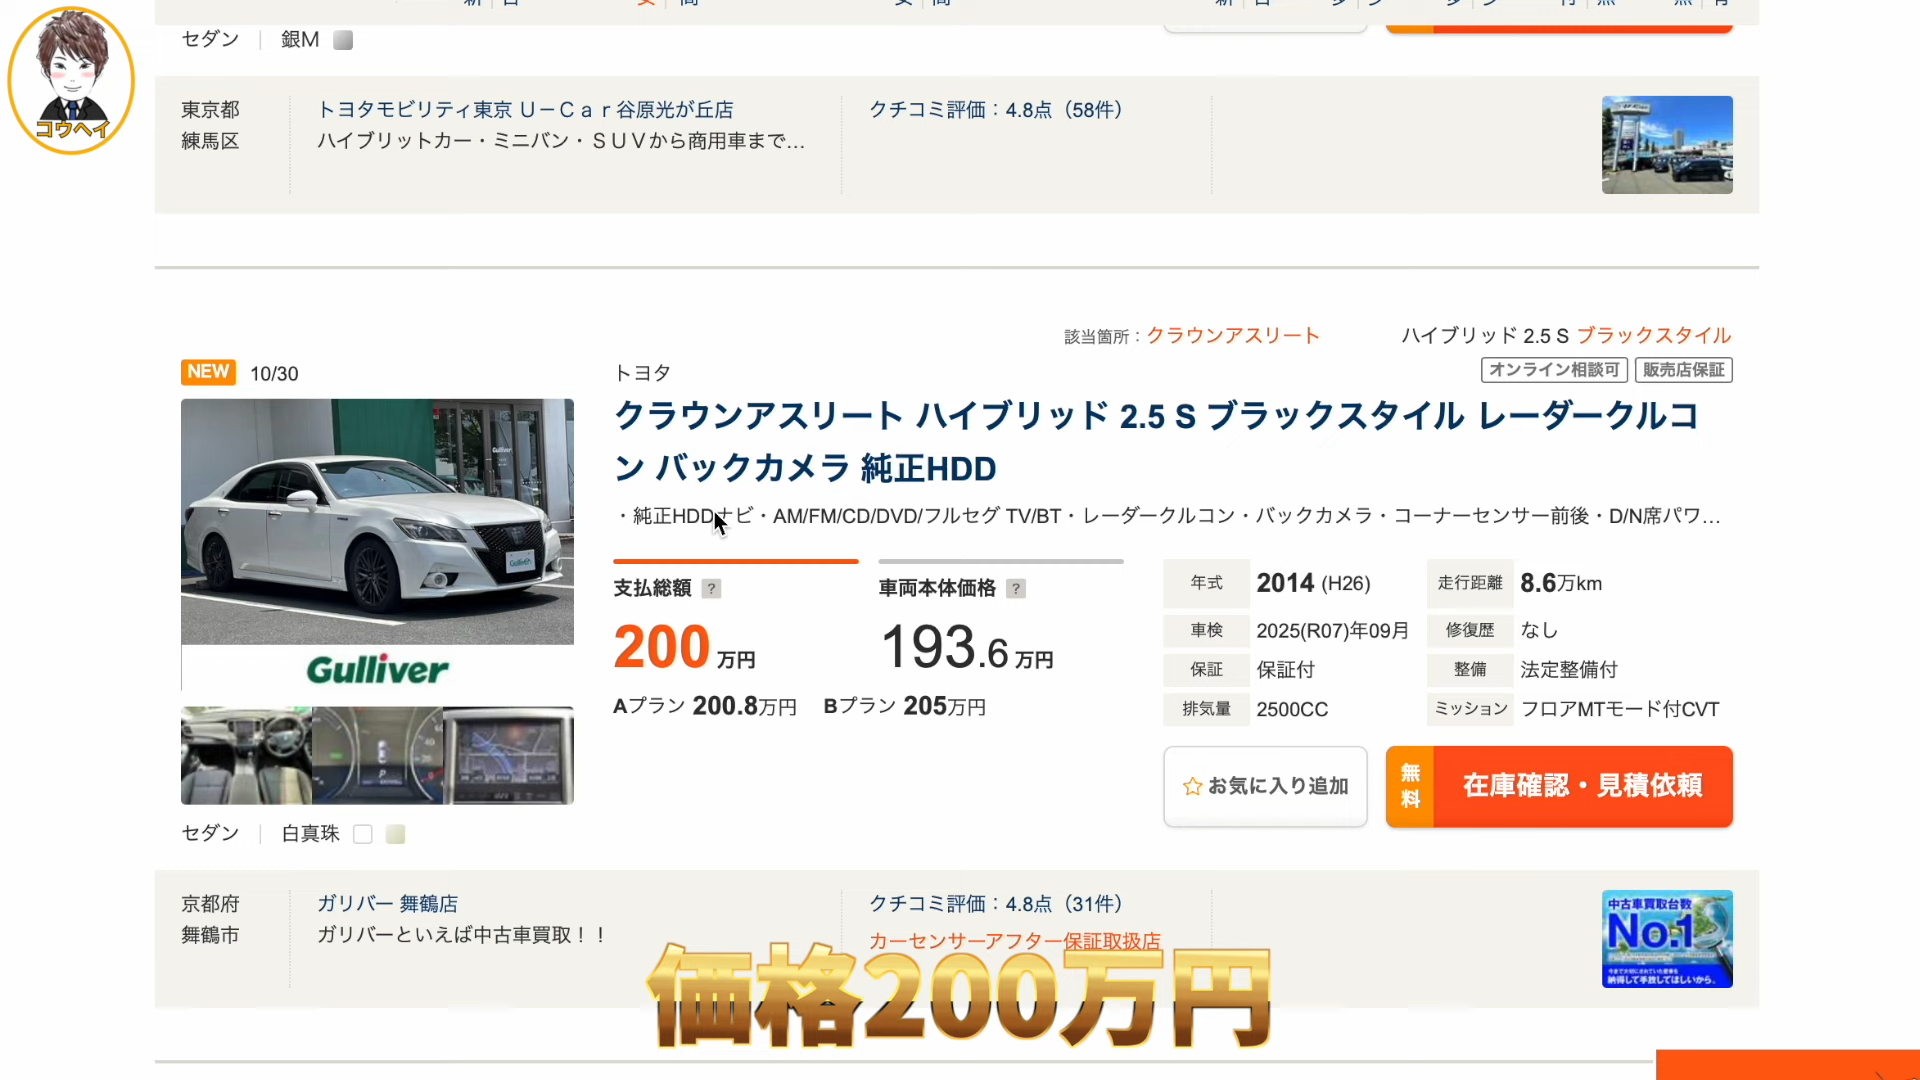 コウヘイ
セダン 銀M
東京都
練馬区
トヨタモビリティ東京 U－Ｃａｒ谷原光が丘店
ハイブリットカー・ミニバン・ＳＵＶから商用車まで…
クチコミ評価：4.8点（58件）
該当箇所：クラウンアスリート ハイブリッド 2.5 S ブラックスタイル
NEW 10/30
トヨタ
オンライン相談可 販売店保証
クラウンアスリート ハイブリッド 2.5 S ブラックスタイル レーダークルコ
ン バックカメラ 純正HDD
・純正HDDナビ・AM/FM/CD/DVD/フルセグ TV/BT・レーダークルコン・バックカメラ・コーナーセンサー前後・D/N席パワ…
支払総額 ?
200万円
車両本体価格 ?
193.6万円
Aプラン 200.8万円 Bプラン 205万円
年式 2014 (H26) 走行距離 8.6万km
車検 2025(R07)年09月 修復歴 なし
保証 保証付 整備 法定整備付
排気量 2500CC ミッション フロアMTモード付CVT
Gulliver
お気に入り追加
無料 在庫確認・見積依頼
セダン 白真珠
京都府
舞鶴市
ガリバー 舞鶴店
ガリバーといえば中古車買取！！
クチコミ評価：4.8点（31件）
カーセンサーアフター保証取扱店
中古車買取台数
No.1
納得して手放してほしいから。
価格200万円